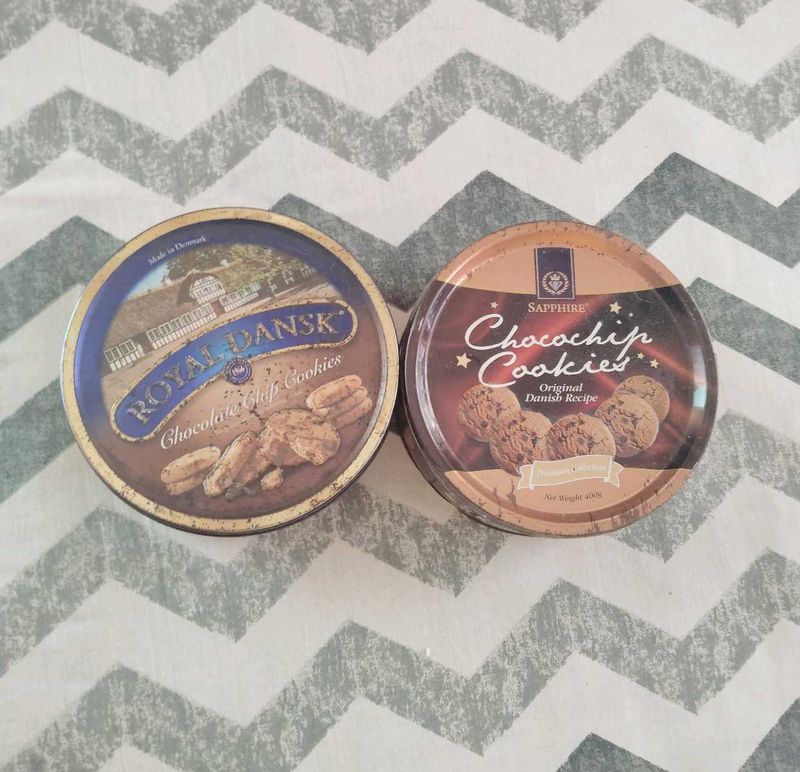 Made in Denmark
ROYAL DANSK®
Chocolate Chip Cookies
SAPPHIRE®
Chocochip
Cookies
Original
Danish Recipe
Premium Collection
Net Weight 400g